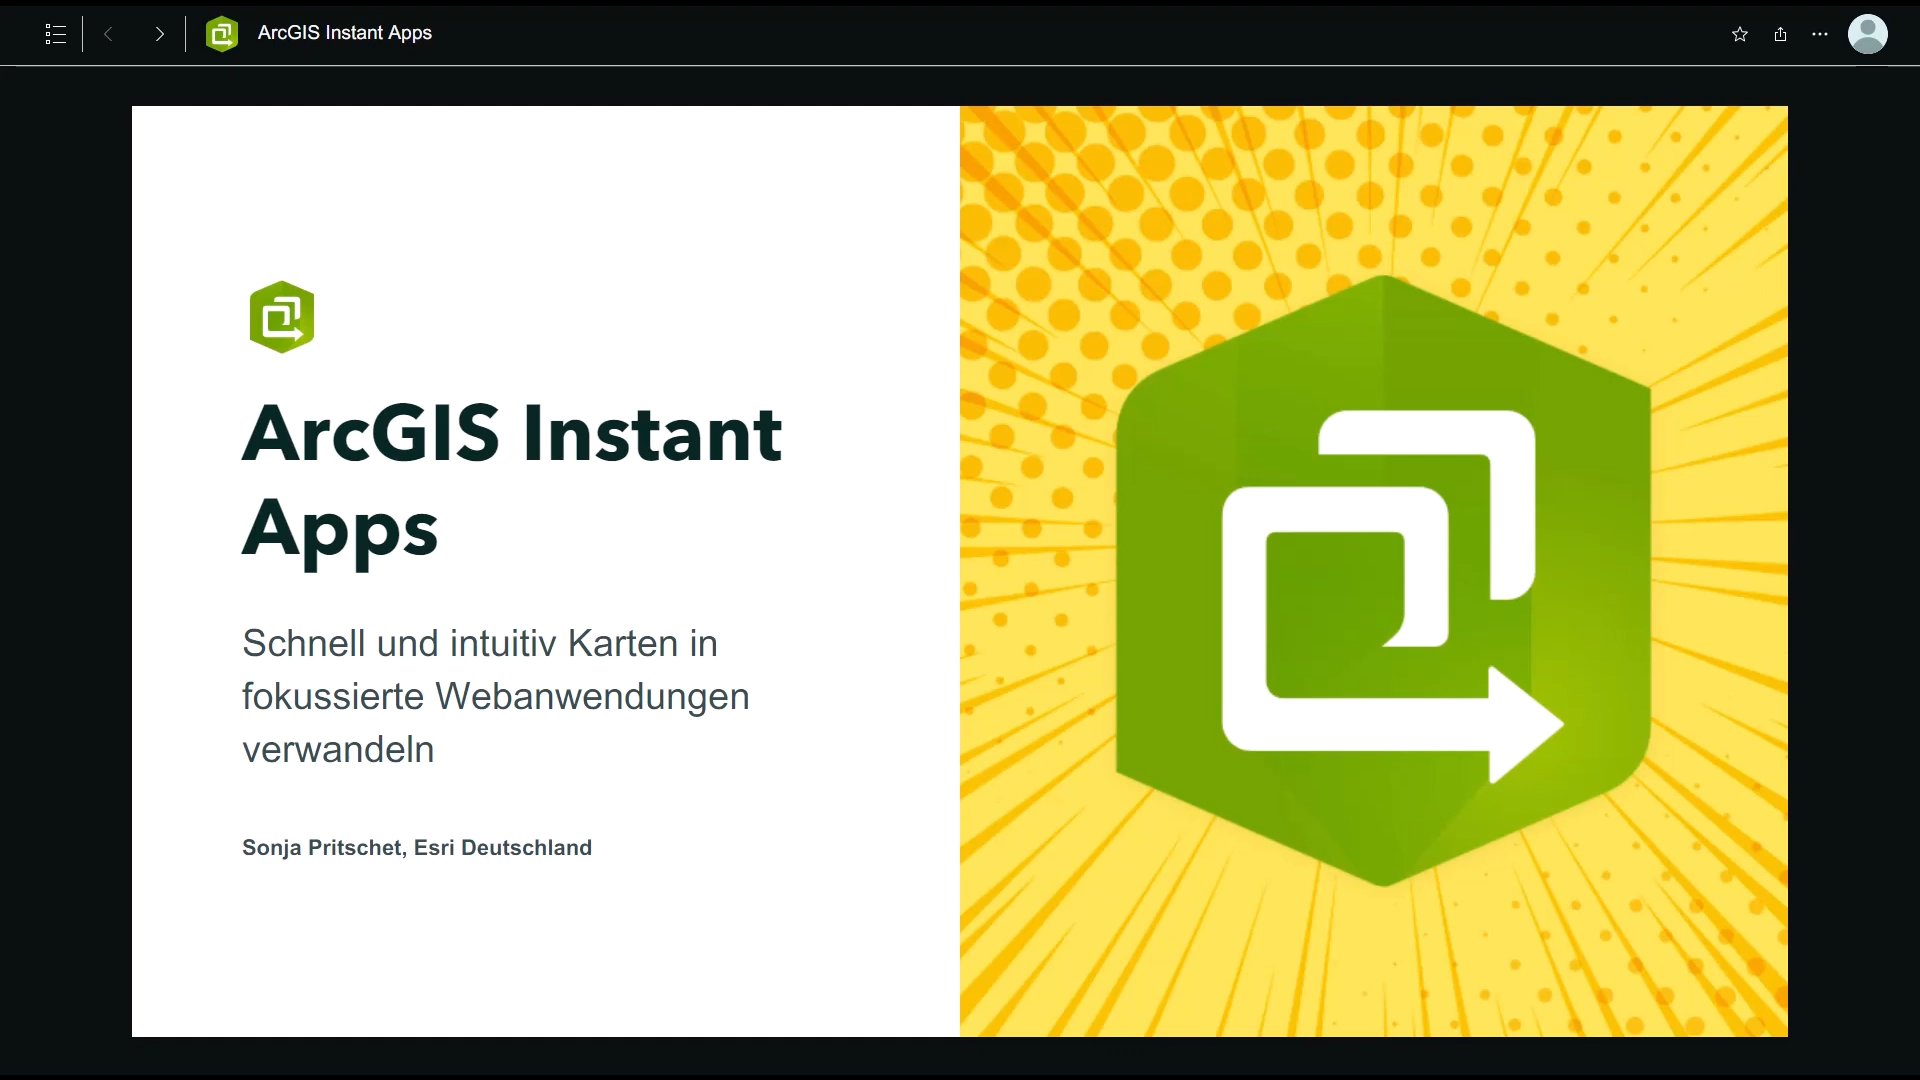 ArcGIS Instant Apps
ArcGIS Instant
Apps
Schnell und intuitiv Karten in
fokussierte Webanwendungen
verwandeln
Sonja Pritschet, Esri Deutschland